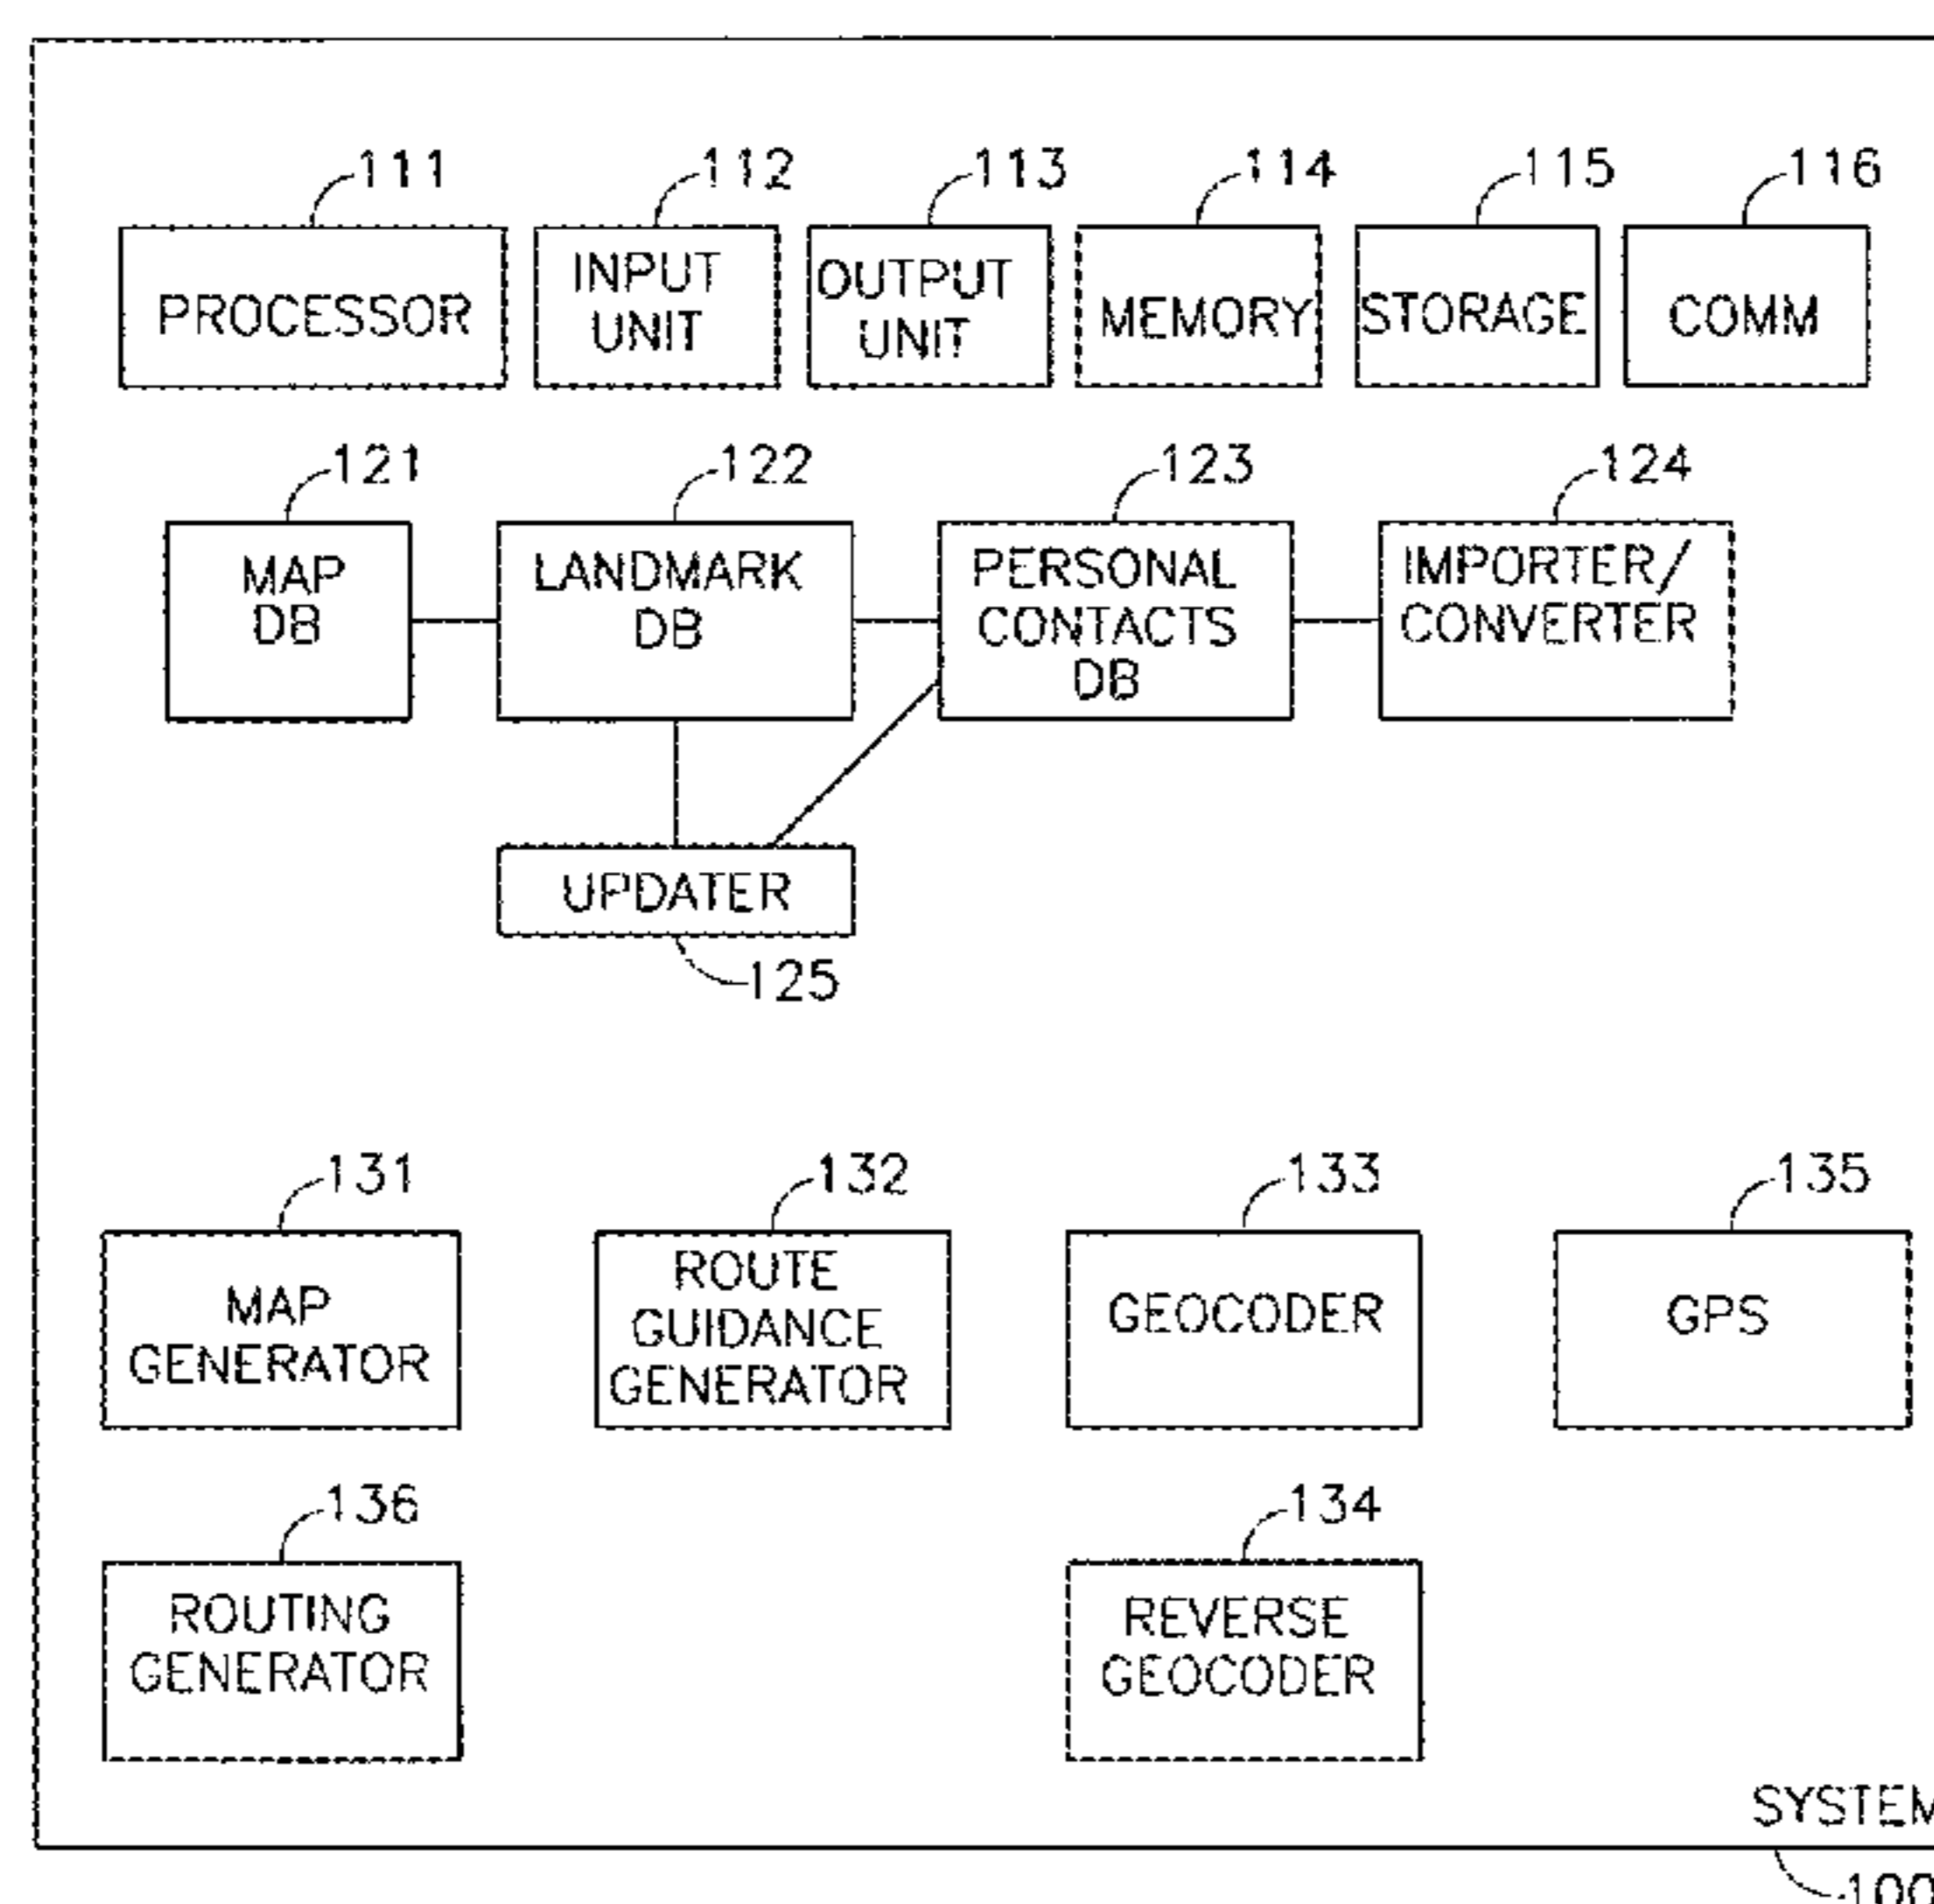 111
112
113
114
115
116
PROCESSOR
INPUT
UNIT
OUTPUT
UNIT
MEMORY
STORAGE
COMM
121
122
123
124
MAP
DB
LANDMARK
DB
PERSONAL
CONTACTS
DB
IMPORTER/
CONVERTER
UPDATER
125
131
132
133
135
MAP
GENERATOR
ROUTE
GUIDANCE
GENERATOR
GEOCODER
GPS
136
134
ROUTING
GENERATOR
REVERSE
GEOCODER
SYSTEM
100